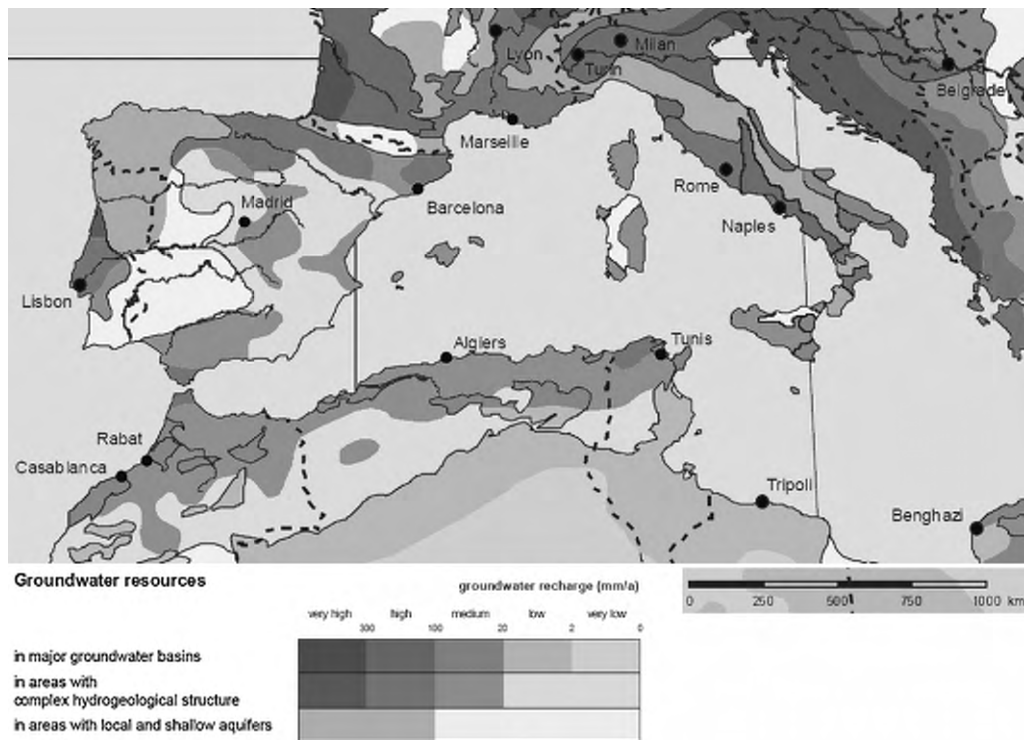 Lyon
Milan
Turin
Belgrade
Marseille
Rome
Naples
Madrid
Barcelona
Lisbon
Algiers
Tunis
Rabat
Casablanca
Tripoli
Benghazi
Groundwater resources
groundwater recharge (mm/a)
very high high medium low very low
300 100 20 2 0
in major groundwater basins
in areas with
complex hydrogeological structure
in areas with local and shallow aquifers
0 250 500 750 1000 km